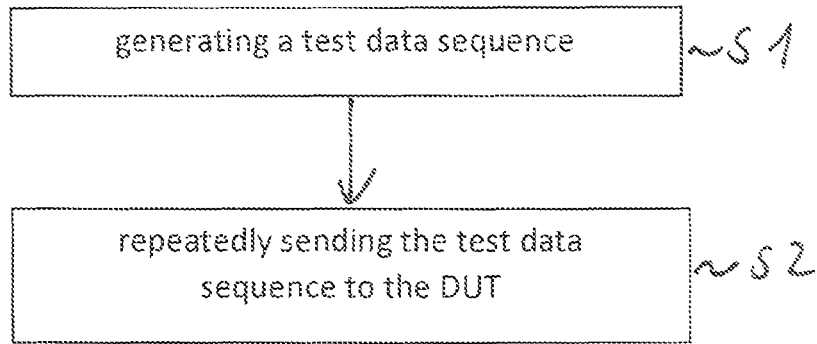 generating a test data sequence
~S1
repeatedly sending the test data
sequence to the DUT
~S2